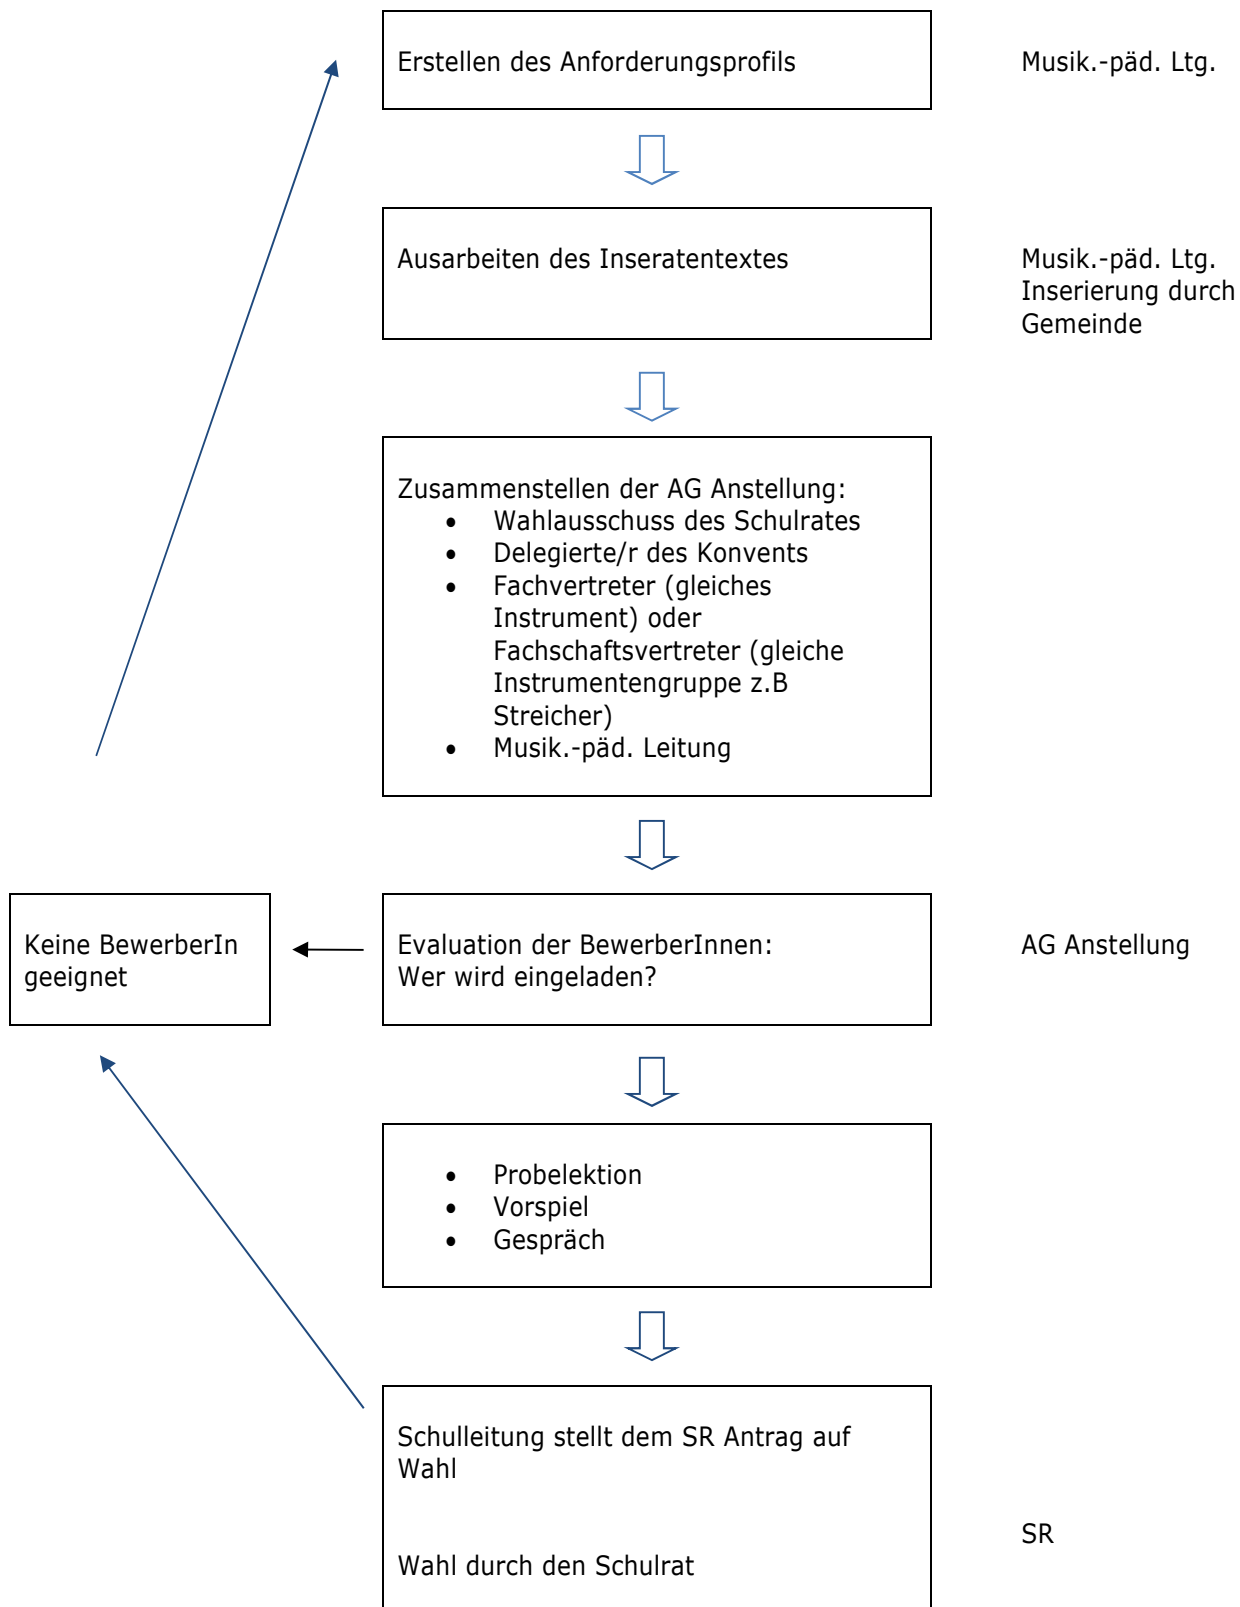 Erstellen des Anforderungsprofils
Musik.-päd. Ltg.
Ausarbeiten des Inseratentextes
Musik.-päd. Ltg.
Inserierung durch
Gemeinde
Zusammenstellen der AG Anstellung:
• Wahlausschuss des Schulrates
• Delegierte/r des Konvents
• Fachvertreter (gleiches
Instrument) oder
Fachschaftsvertreter (gleiche
Instrumentengruppe z.B
Streicher)
• Musik.-päd. Leitung
Keine BewerberIn
geeignet
Evaluation der BewerberInnen:
Wer wird eingeladen?
AG Anstellung
• Probelektion
• Vorspiel
• Gespräch
Schulleitung stellt dem SR Antrag auf
Wahl
SR
Wahl durch den Schulrat